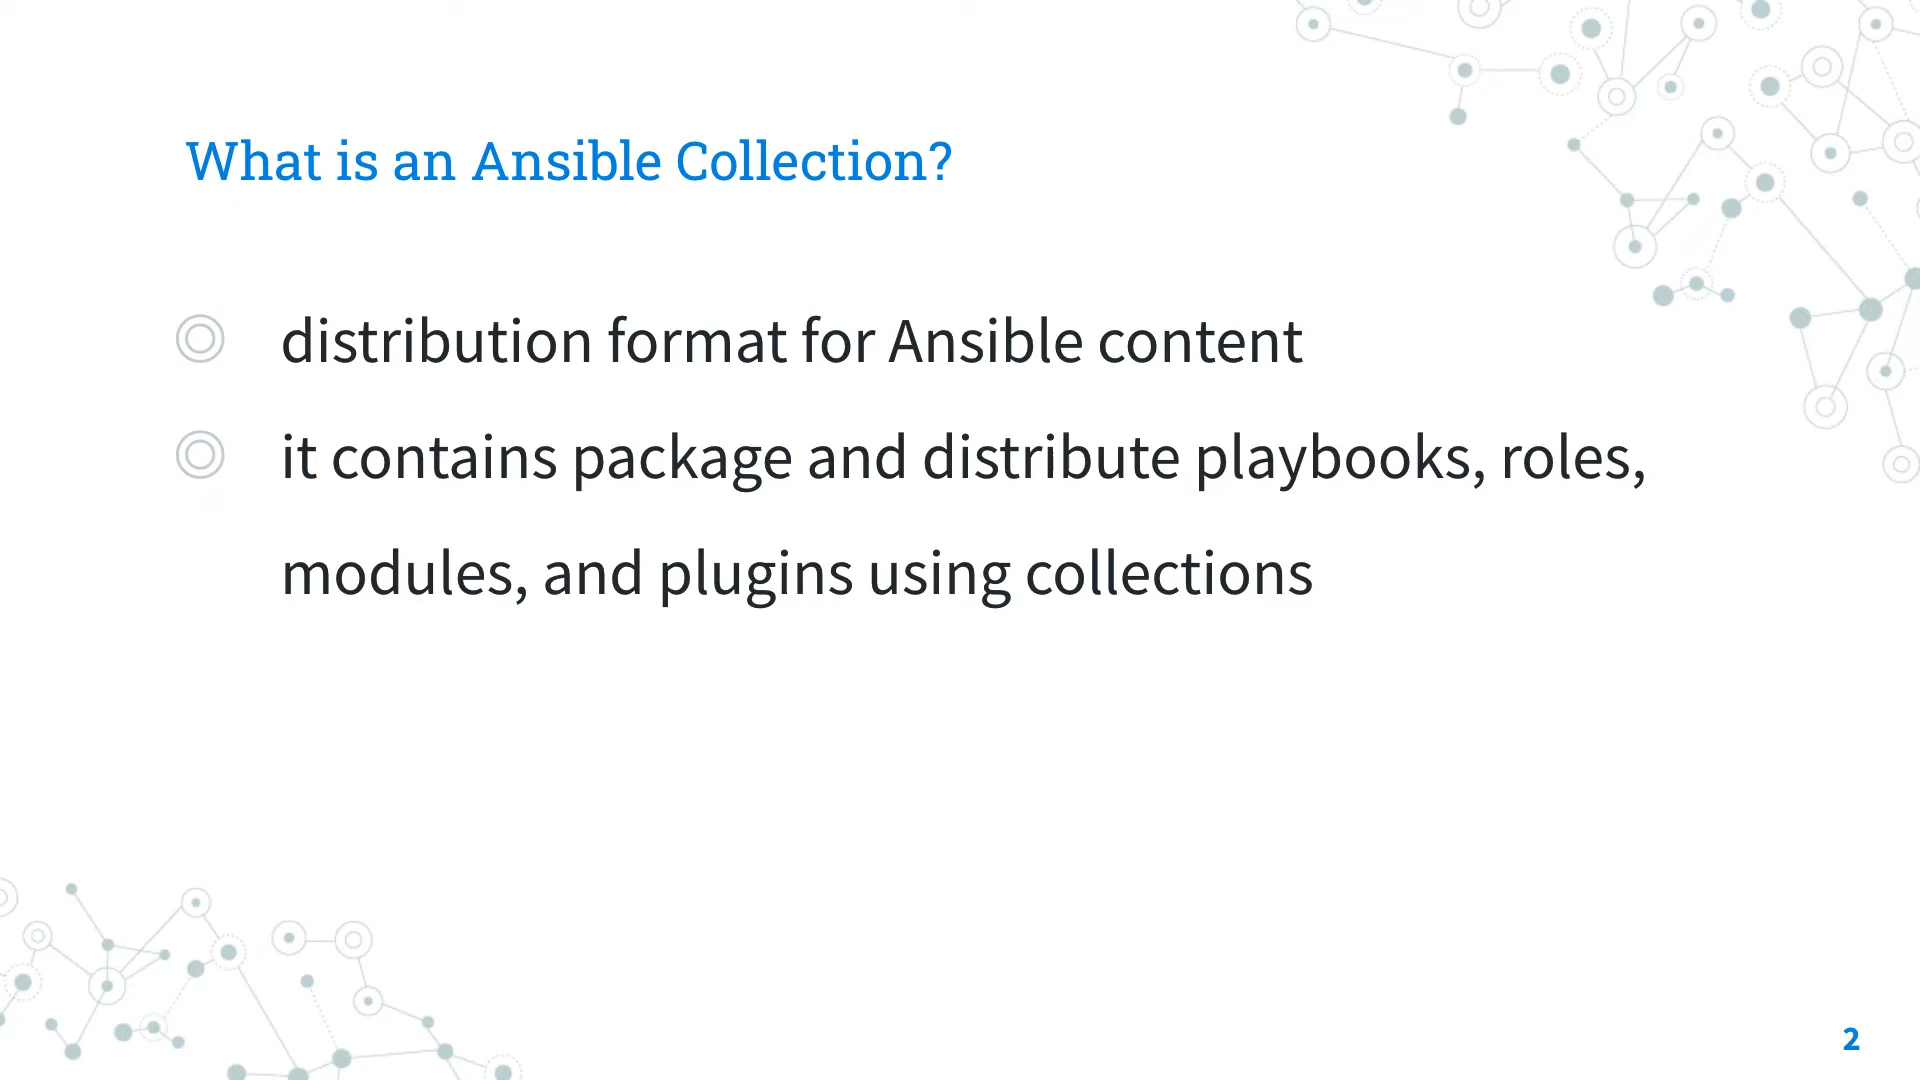 What is an Ansible Collection?
distribution format for Ansible content
it contains package and distribute playbooks, roles,
modules, and plugins using collections
2